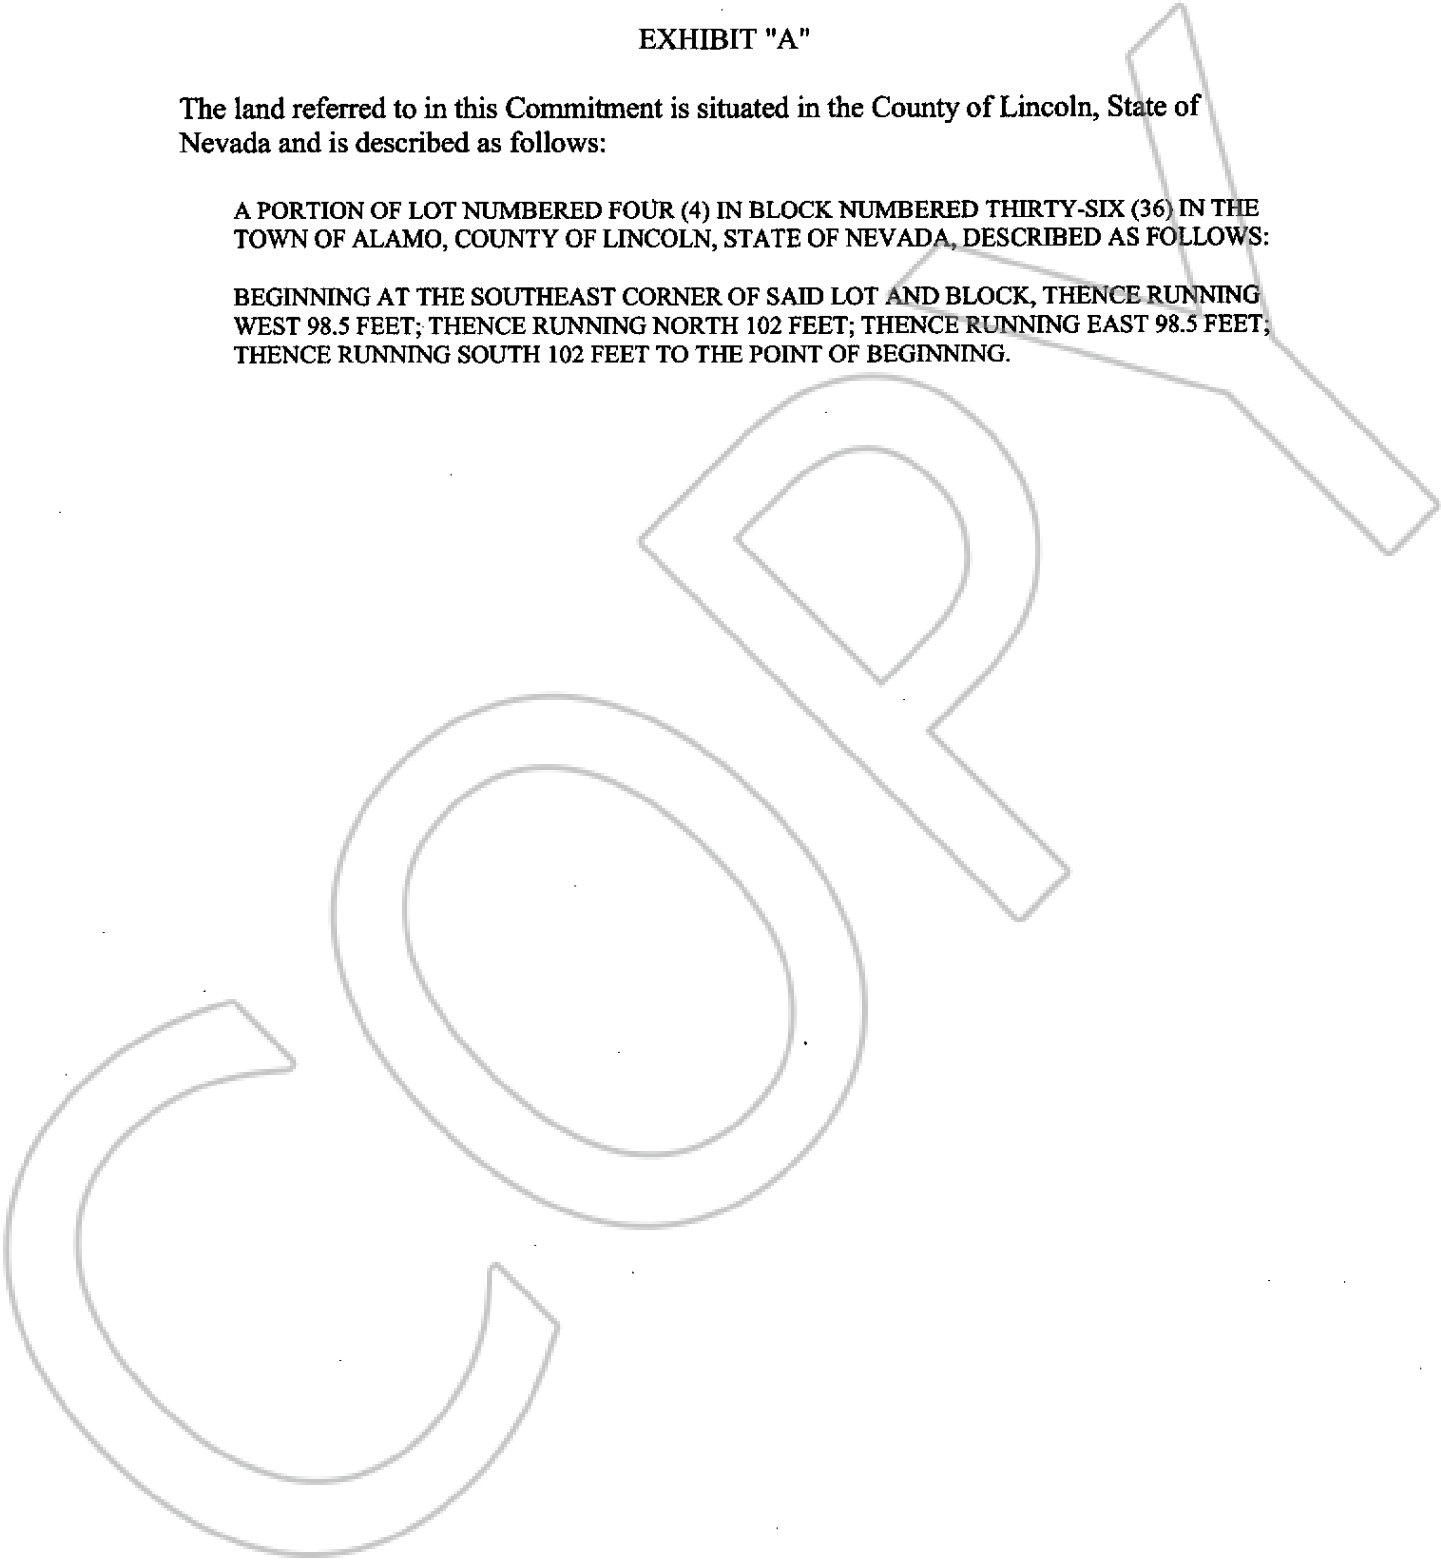 EXHIBIT "A"
The land referred to in this Commitment is situated in the County of Lincoln, State of
Nevada and is described as follows:
A PORTION OF LOT NUMBERED FOUR (4) IN BLOCK NUMBERED THIRTY-SIX (36) IN THE
TOWN OF ALAMO, COUNTY OF LINCOLN, STATE OF NEVADA, DESCRIBED AS FOLLOWS:
BEGINNING AT THE SOUTHEAST CORNER OF SAID LOT AND BLOCK, THENCE RUNNING
WEST 98.5 FEET; THENCE RUNNING NORTH 102 FEET; THENCE RUNNING EAST 98.5 FEET;
THENCE RUNNING SOUTH 102 FEET TO THE POINT OF BEGINNING.
COPY